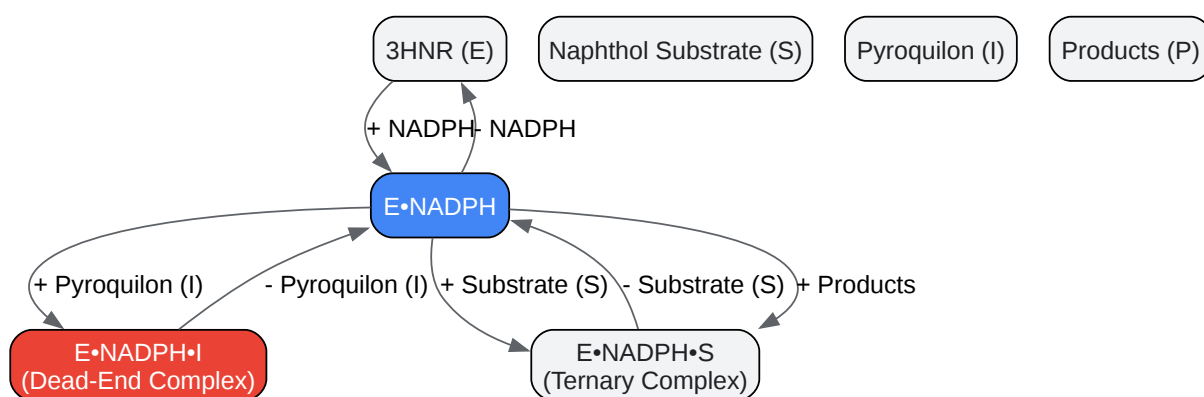 3HNR (E)
Naphthol Substrate (S)
Pyroquilon (I)
Products (P)
+ NADPH
- NADPH
E•NADPH
+ Pyroquilon (I)
- Pyroquilon (I)
+ Substrate (S)
- Substrate (S)
+ Products
E•NADPH•I
(Dead-End Complex)
E•NADPH•S
(Ternary Complex)